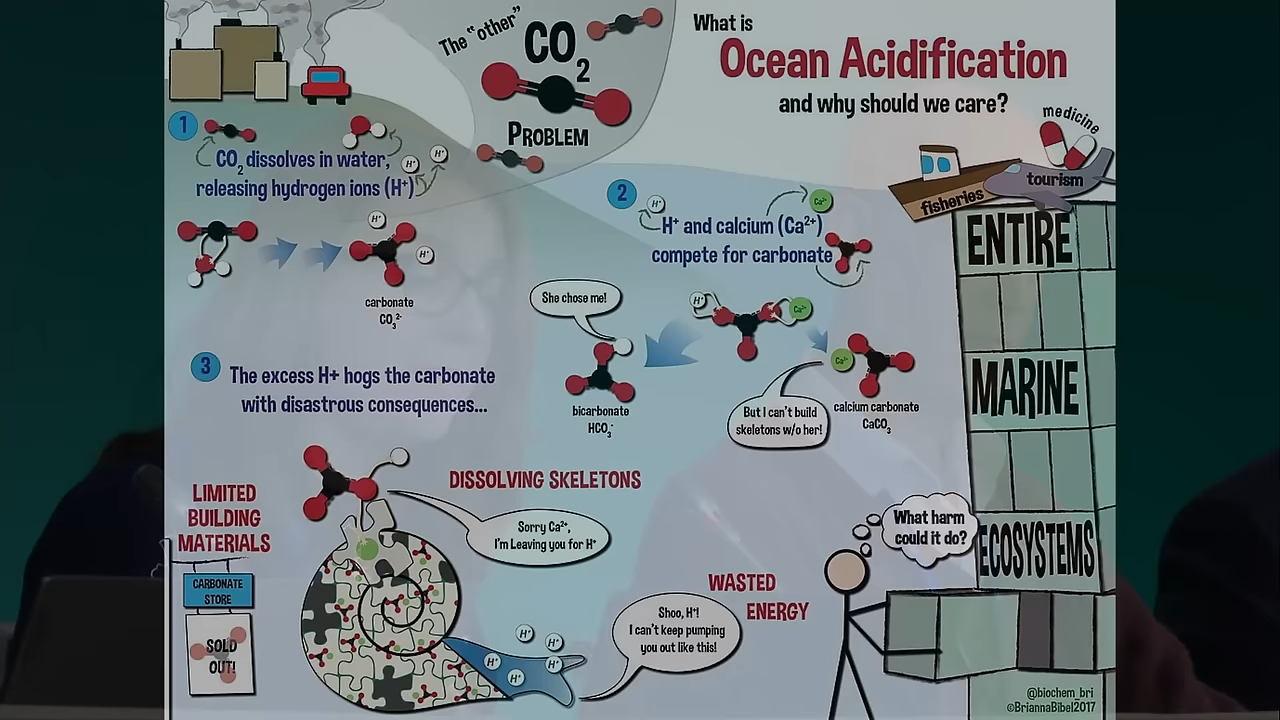 The "other"
CO2
PROBLEM
What is
Ocean Acidification
and why should we care?
medicine
tourism
fisheries
1
CO2 dissolves in water,
releasing hydrogen ions (H+)
H+
H+
H+
H+
carbonate
CO3 2-
2
H+
Ca2+
H+ and calcium (Ca2+)
compete for carbonate
H+
Ca2+
She chose me!
bicarbonate
HCO3-
Ca2+
But I can't build
skeletons w/o her!
calcium carbonate
CaCO3
3
The excess H+ hogs the carbonate
with disastrous consequences...
ENTIRE
MARINE
ECOSYSTEMS
LIMITED
BUILDING
MATERIALS
CARBONATE
STORE
SOLD
OUT!
DISSOLVING SKELETONS
Sorry Ca2+,
I'm Leaving you for H+
WASTED
ENERGY
Shoo, H+!
I can't keep pumping
you out like this!
H+
H+
H+
H+
H+
What harm
could it do?
@biochem_bri
©BriannaBibel2017